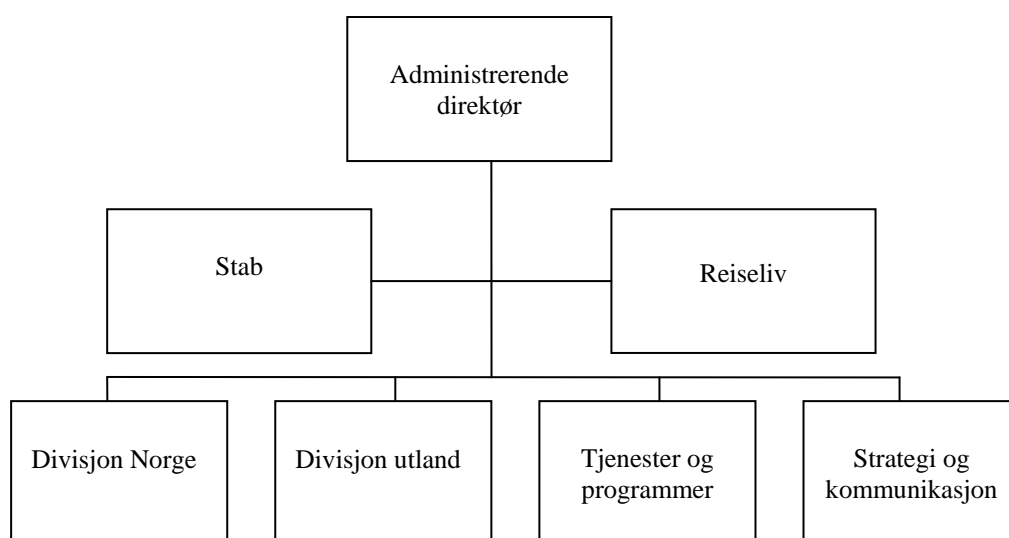 Administrerende
direktør
Stab
Reiseliv
Divisjon Norge
Divisjon utland
Tjenester og
programmer
Strategi og
kommunikasjon